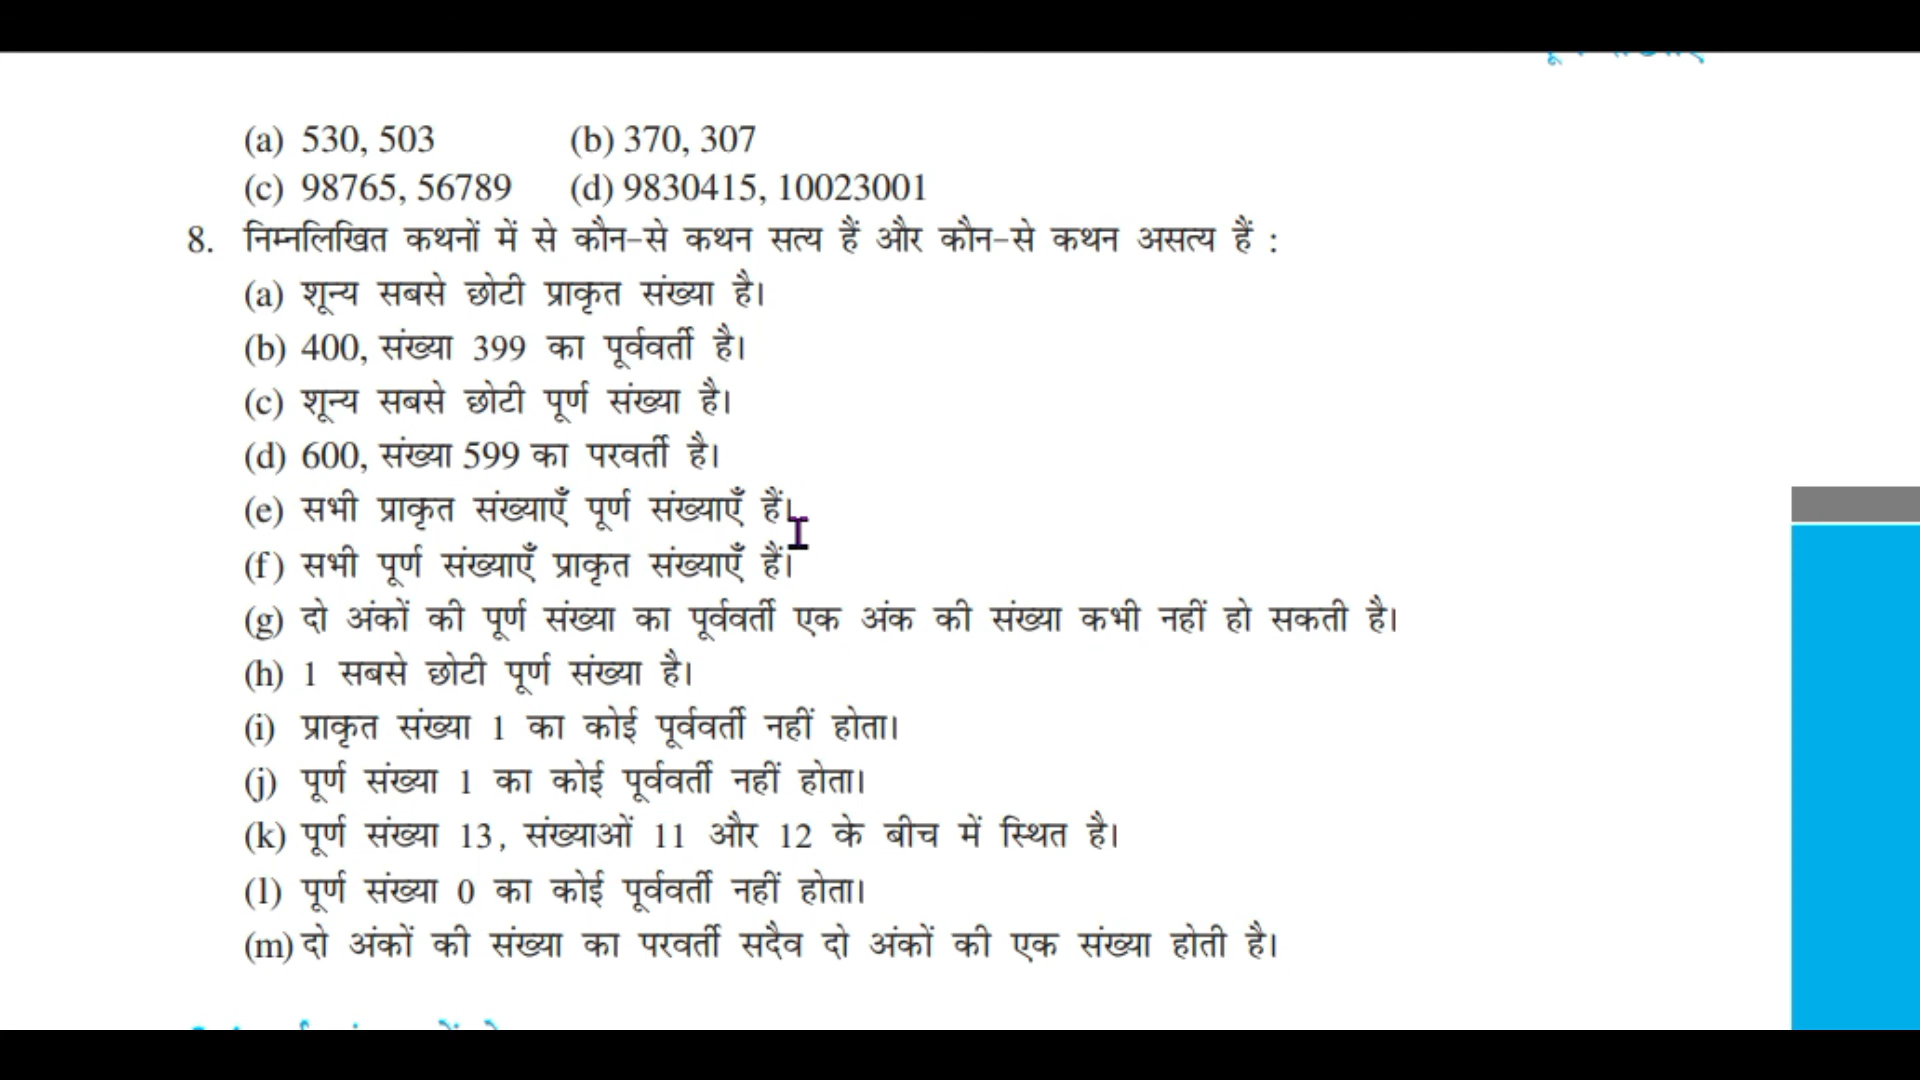 (a) 530, 503 (b) 370, 307
(c) 98765, 56789 (d) 9830415, 10023001
8. निम्नलिखित कथनों में से कौन-से कथन सत्य हैं और कौन-से कथन असत्य हैं :
(a) शून्य सबसे छोटी प्राकृत संख्या है।
(b) 400, संख्या 399 का पूर्ववर्ती है।
(c) शून्य सबसे छोटी पूर्ण संख्या है।
(d) 600, संख्या 599 का परवर्ती है।
(e) सभी प्राकृत संख्याएँ पूर्ण संख्याएँ हैं।
(f) सभी पूर्ण संख्याएँ प्राकृत संख्याएँ हैं।
(g) दो अंकों की पूर्ण संख्या का पूर्ववर्ती एक अंक की संख्या कभी नहीं हो सकती है।
(h) 1 सबसे छोटी पूर्ण संख्या है।
(i) प्राकृत संख्या 1 का कोई पूर्ववर्ती नहीं होता।
(j) पूर्ण संख्या 1 का कोई पूर्ववर्ती नहीं होता।
(k) पूर्ण संख्या 13, संख्याओं 11 और 12 के बीच में स्थित है।
(l) पूर्ण संख्या 0 का कोई पूर्ववर्ती नहीं होता।
(m) दो अंकों की संख्या का परवर्ती सदैव दो अंकों की एक संख्या होती है।